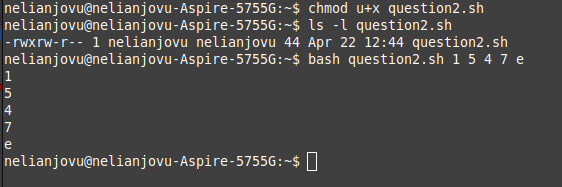 nelianjovu@nelianjovu-Aspire-5755G:~$ chmod u+x question2.sh
nelianjovu@nelianjovu-Aspire-5755G:~$ ls -l question2.sh
-rwxrw-r-- 1 nelianjovu nelianjovu 44 Apr 22 12:44 question2.sh
nelianjovu@nelianjovu-Aspire-5755G:~$ bash question2.sh 1 5 4 7 e
1
5
4
7
e
nelianjovu@nelianjovu-Aspire-5755G:~$